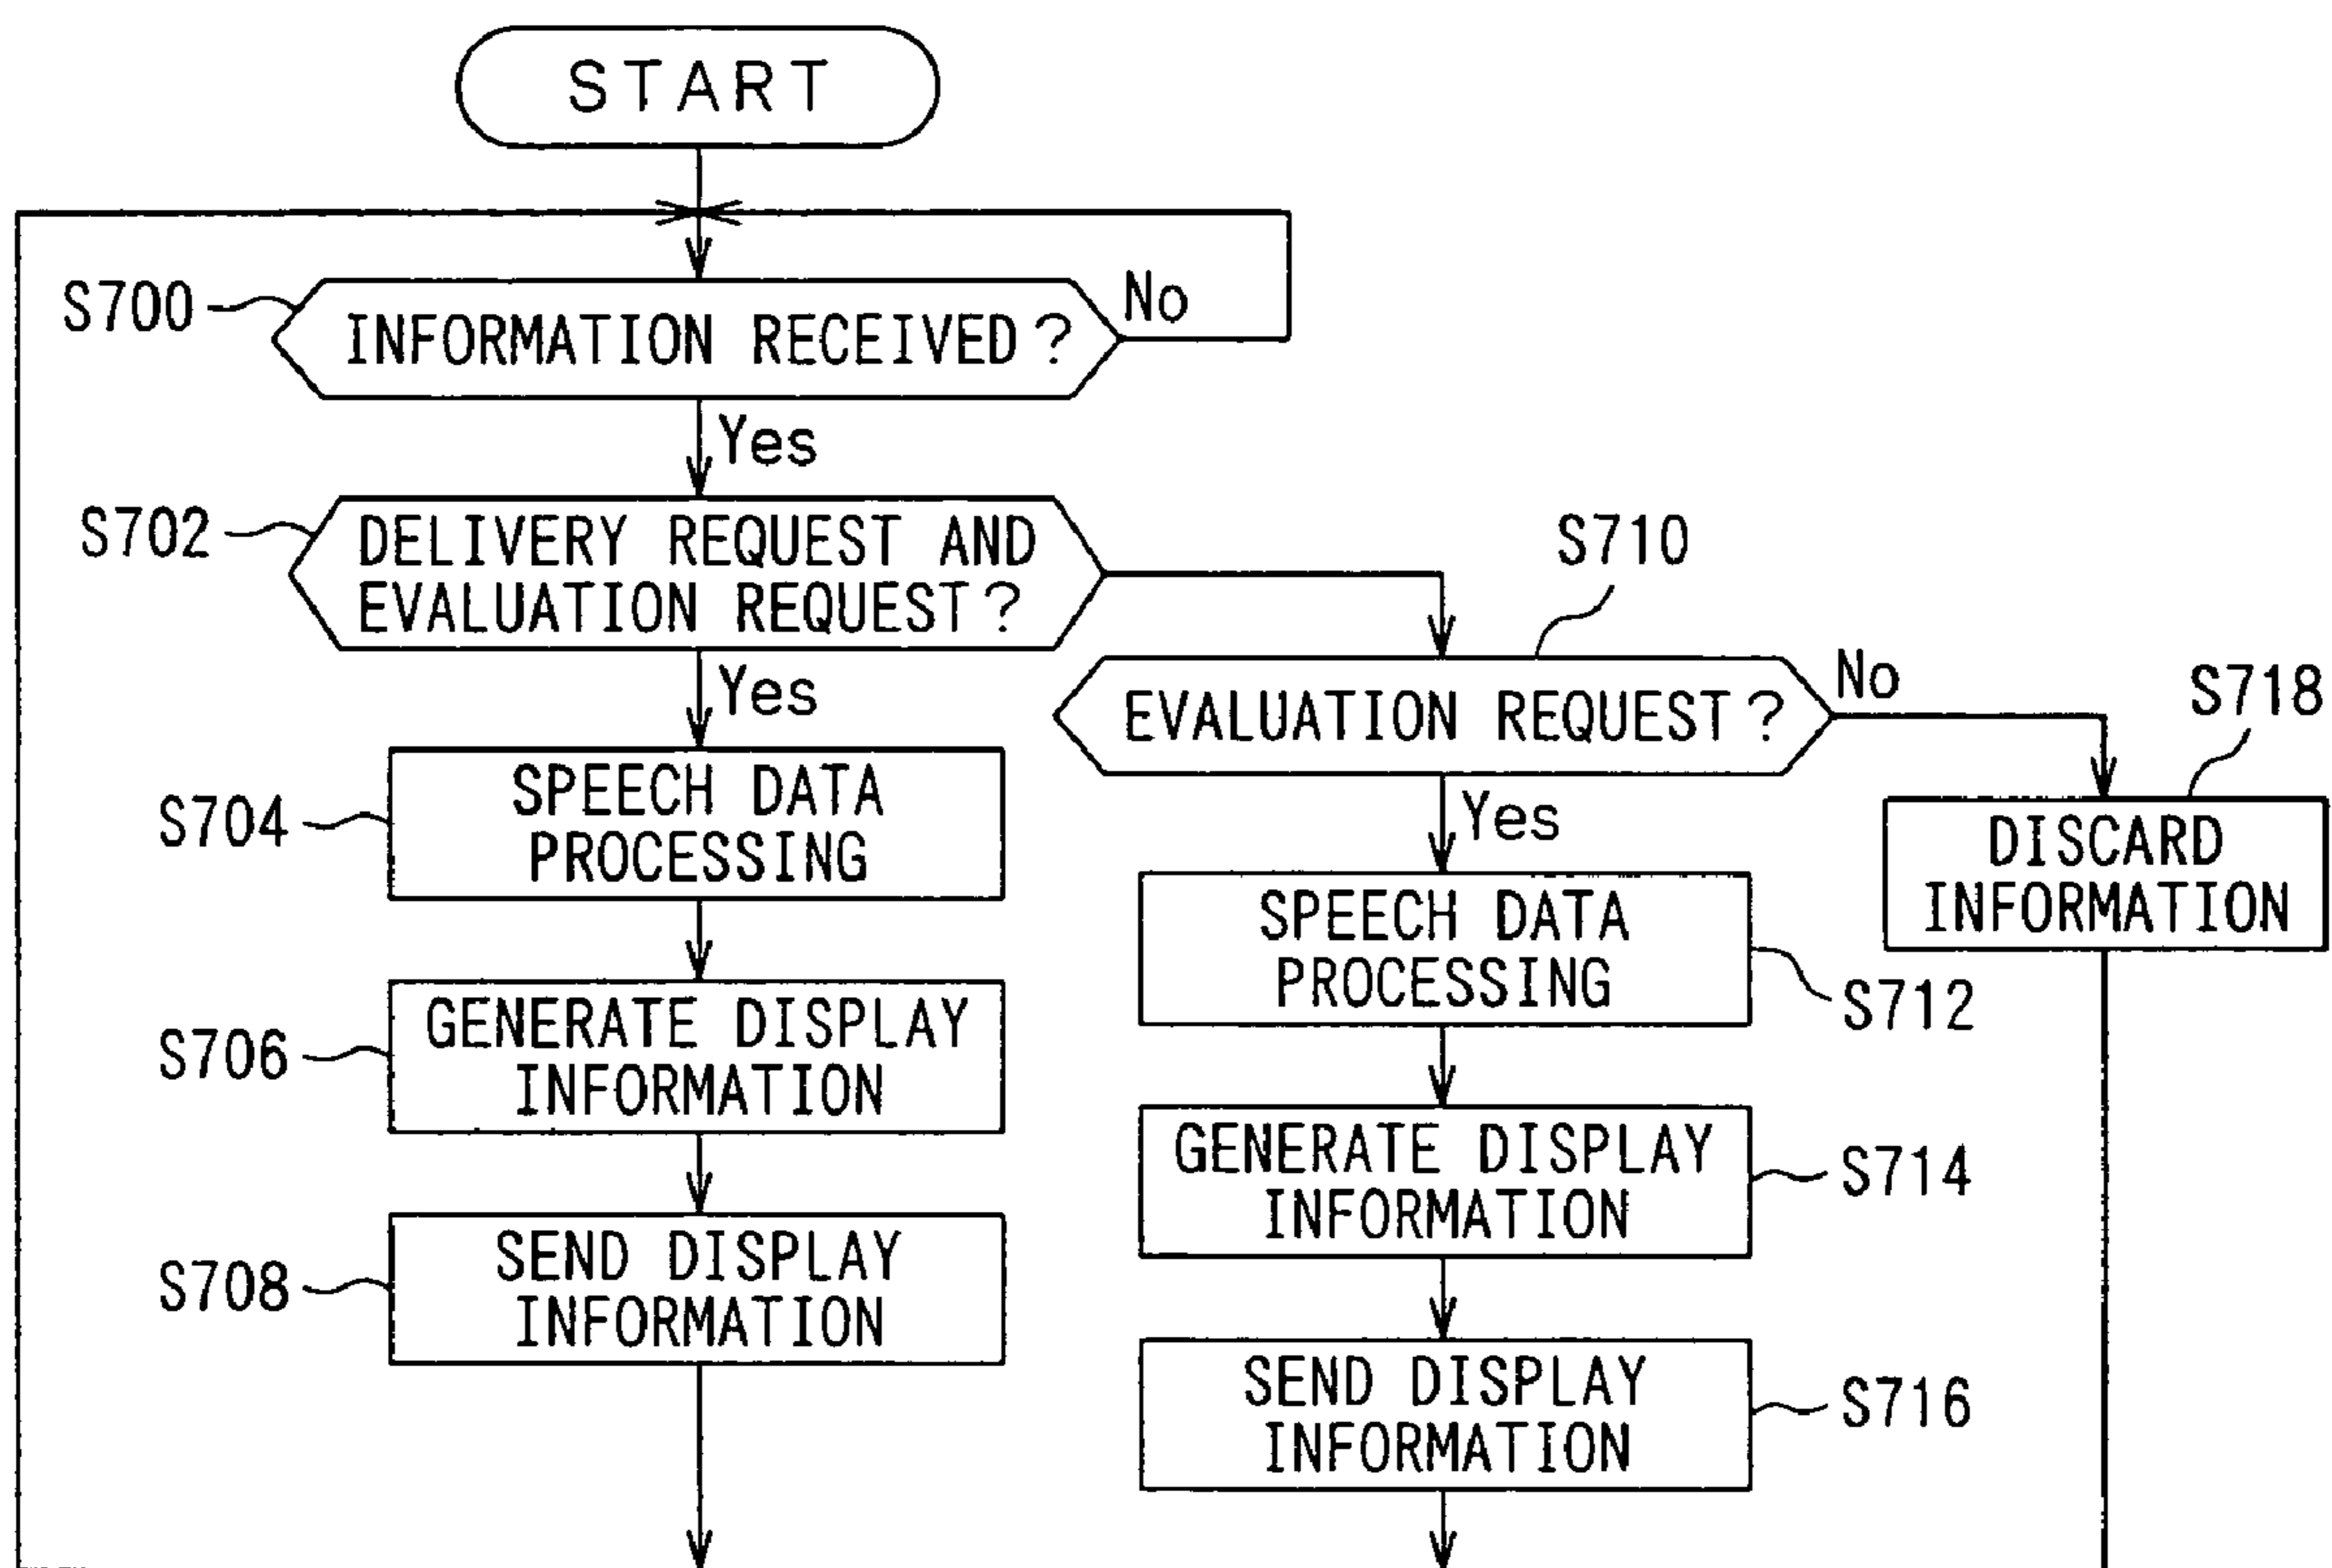 START
S700
INFORMATION RECEIVED?
No
Yes
S702
DELIVERY REQUEST AND
EVALUATION REQUEST?
Yes
S710
EVALUATION REQUEST?
No
Yes
S718
DISCARD
INFORMATION
S704
SPEECH DATA
PROCESSING
S706
GENERATE DISPLAY
INFORMATION
S708
SEND DISPLAY
INFORMATION
SPEECH DATA
PROCESSING
S712
GENERATE DISPLAY
INFORMATION
S714
SEND DISPLAY
INFORMATION
S716